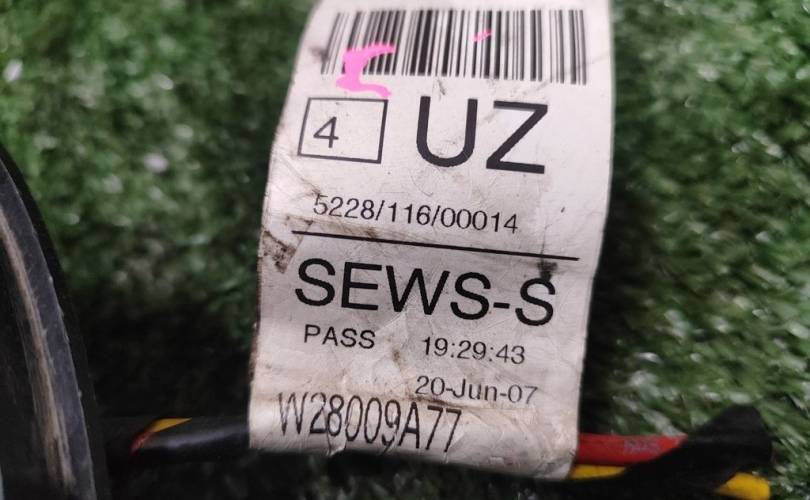 4 UZ
5228/116/00014
SEWS-S
PASS 19:29:43
20-Jun-07
W28009A77